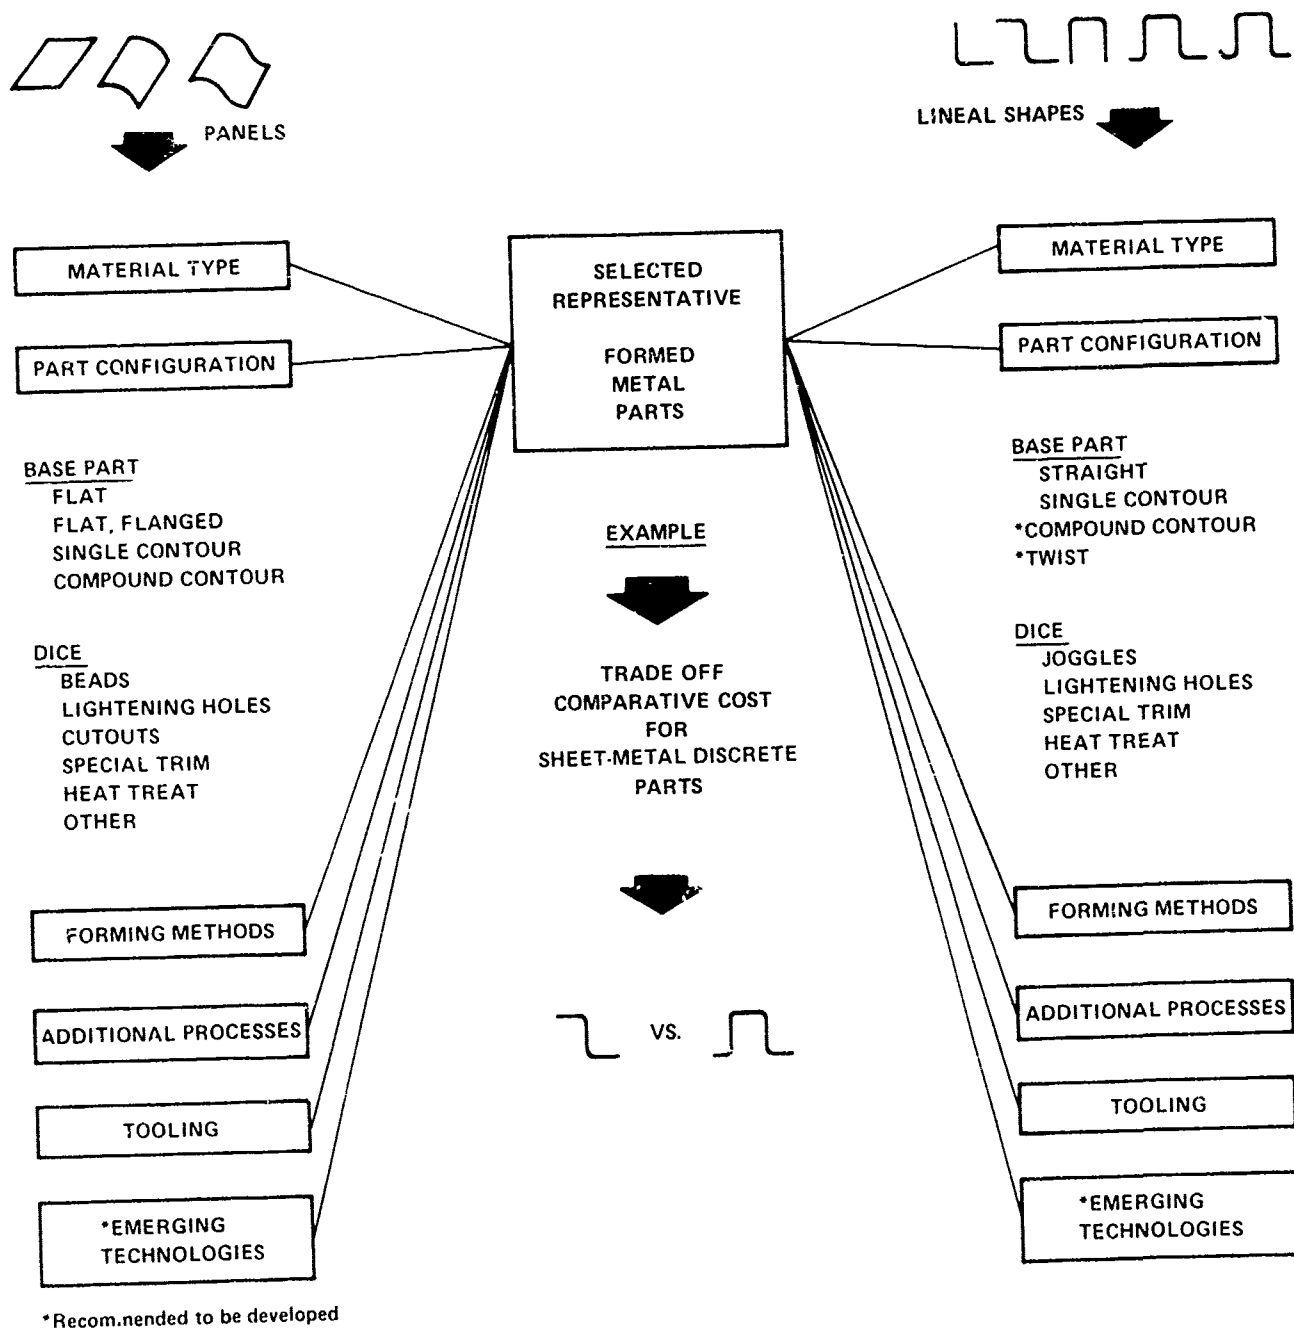 PANELS
LINEAL SHAPES
MATERIAL TYPE
PART CONFIGURATION
BASE PART
FLAT
FLAT, FLANGED
SINGLE CONTOUR
COMPOUND CONTOUR
DICE
BEADS
LIGHTENING HOLES
CUTOUTS
SPECIAL TRIM
HEAT TREAT
OTHER
FORMING METHODS
ADDITIONAL PROCESSES
TOOLING
*EMERGING
TECHNOLOGIES
SELECTED
REPRESENTATIVE
FORMED
METAL
PARTS
EXAMPLE
TRADE OFF
COMPARATIVE COST
FOR
SHEET-METAL DISCRETE
PARTS
VS.
MATERIAL TYPE
PART CONFIGURATION
BASE PART
STRAIGHT
SINGLE CONTOUR
*COMPOUND CONTOUR
*TWIST
DICE
JOGGLES
LIGHTENING HOLES
SPECIAL TRIM
HEAT TREAT
OTHER
FORMING METHODS
ADDITIONAL PROCESSES
TOOLING
*EMERGING
TECHNOLOGIES
*Recom.nended to be developed